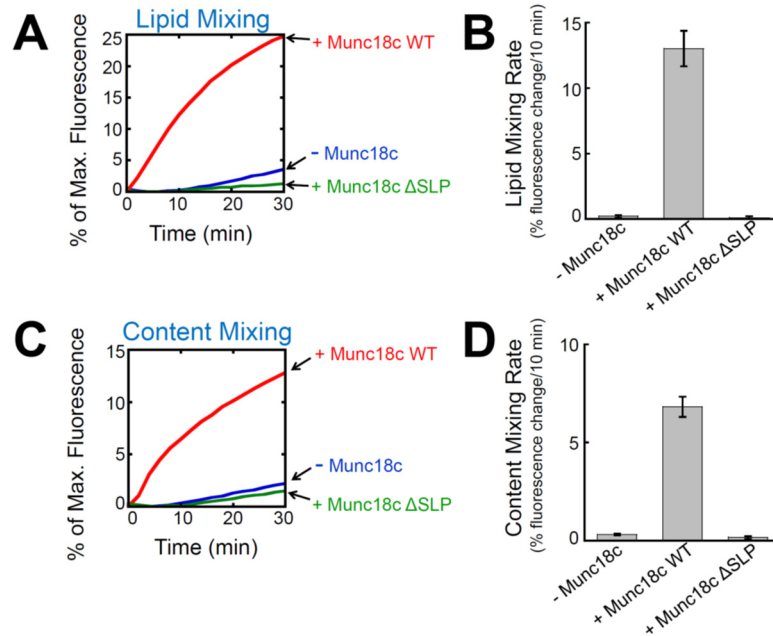 A
Lipid Mixing
% of Max. Fluorescence
25
20
15
10
5
0
0
10
20
30
Time (min)
+ Munc18c WT
- Munc18c
+ Munc18c ΔSLP
B
Lipid Mixing Rate
(% fluorescence change/10 min)
15
10
5
0
- Munc18c
+ Munc18c WT
+ Munc18c ΔSLP
C
Content Mixing
% of Max. Fluorescence
15
10
5
0
0
10
20
30
Time (min)
+ Munc18c WT
- Munc18c
+ Munc18c ΔSLP
D
Content Mixing Rate
(% fluorescence change/10 min)
10
5
0
- Munc18c
+ Munc18c WT
+ Munc18c ΔSLP